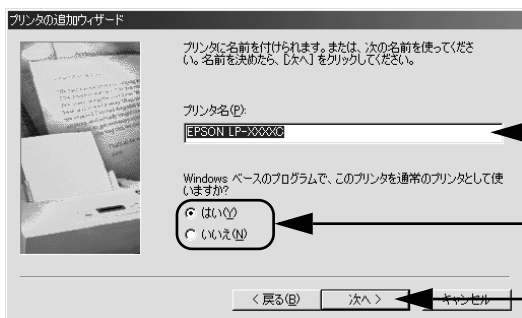 プリンタの追加ウィザード
プリンタに名前を付けられます。または、次の名前を使ってくださ
い。名前を決めたら、[次へ] をクリックしてください。
プリンタ名(P):
EPSON LP-XXXXC
Windows ベースのプログラムで、このプリンタを通常のプリンタとして使
いますか?
はい(Y)
いいえ(N)
< 戻る(B)
次へ >
キャンセル